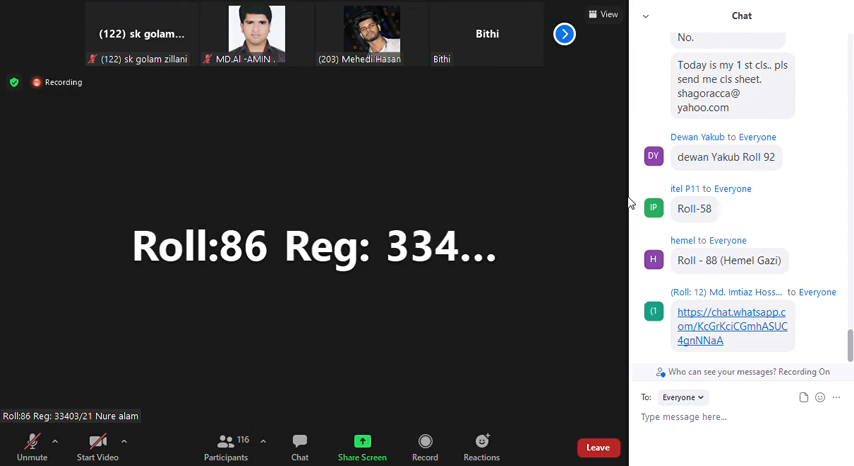 (122) sk golam...
Bithi
View
(122) sk golam zillani
MD.Al -AMIN .
(203) Mehedi Hasan
Bithi
Recording
Roll:86 Reg: 334...
Roll:86 Reg: 33403/21 Nure alam
Unmute
Start Video
116
Participants
Chat
Share Screen
Record
Reactions
Leave
Chat
No.
Today is my 1 st cls.. pls
send me cls sheet.
shagoracca@
yahoo.com
Dewan Yakub to Everyone
DY
dewan Yakub Roll 92
itel P11 to Everyone
IP
Roll-58
hemel to Everyone
H
Roll - 88 (Hemel Gazi)
(Roll: 12) Md. Imtiaz Hoss... to Everyone
(1
https://chat.whatsapp.c
om/KcGrKciCGmhASUC
4gnNNaA
Who can see your messages? Recording On
To: Everyone
Type message here...